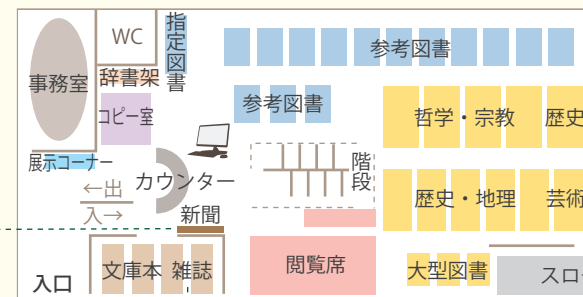 WC
指定図書
参考図書
事務室
辞書架
コピー室
参考図書
哲学・宗教
歴史
展示コーナー
カウンター
階段
←出
入→
歴史・地理
芸術
新聞
入口
文庫本
雑誌
閲覧席
大型図書
スロ